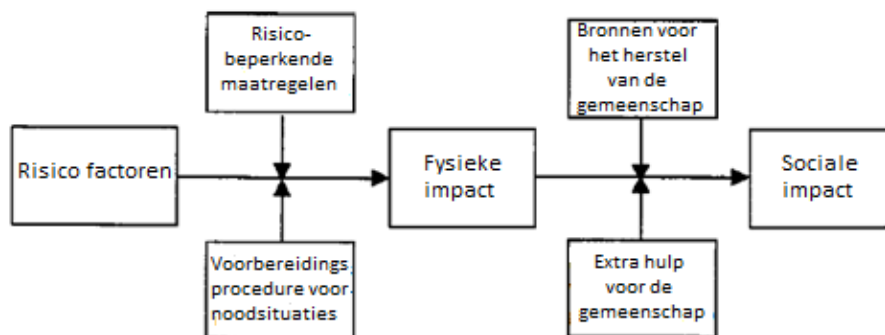 Risico-
beperkende
maatregelen
Bronnen voor
het herstel
van de
gemeenschap
Risico factoren
Fysieke
impact
Sociale
impact
Voorbereidings
procedure voor
noodsituaties
Extra hulp
voor de
gemeenschap